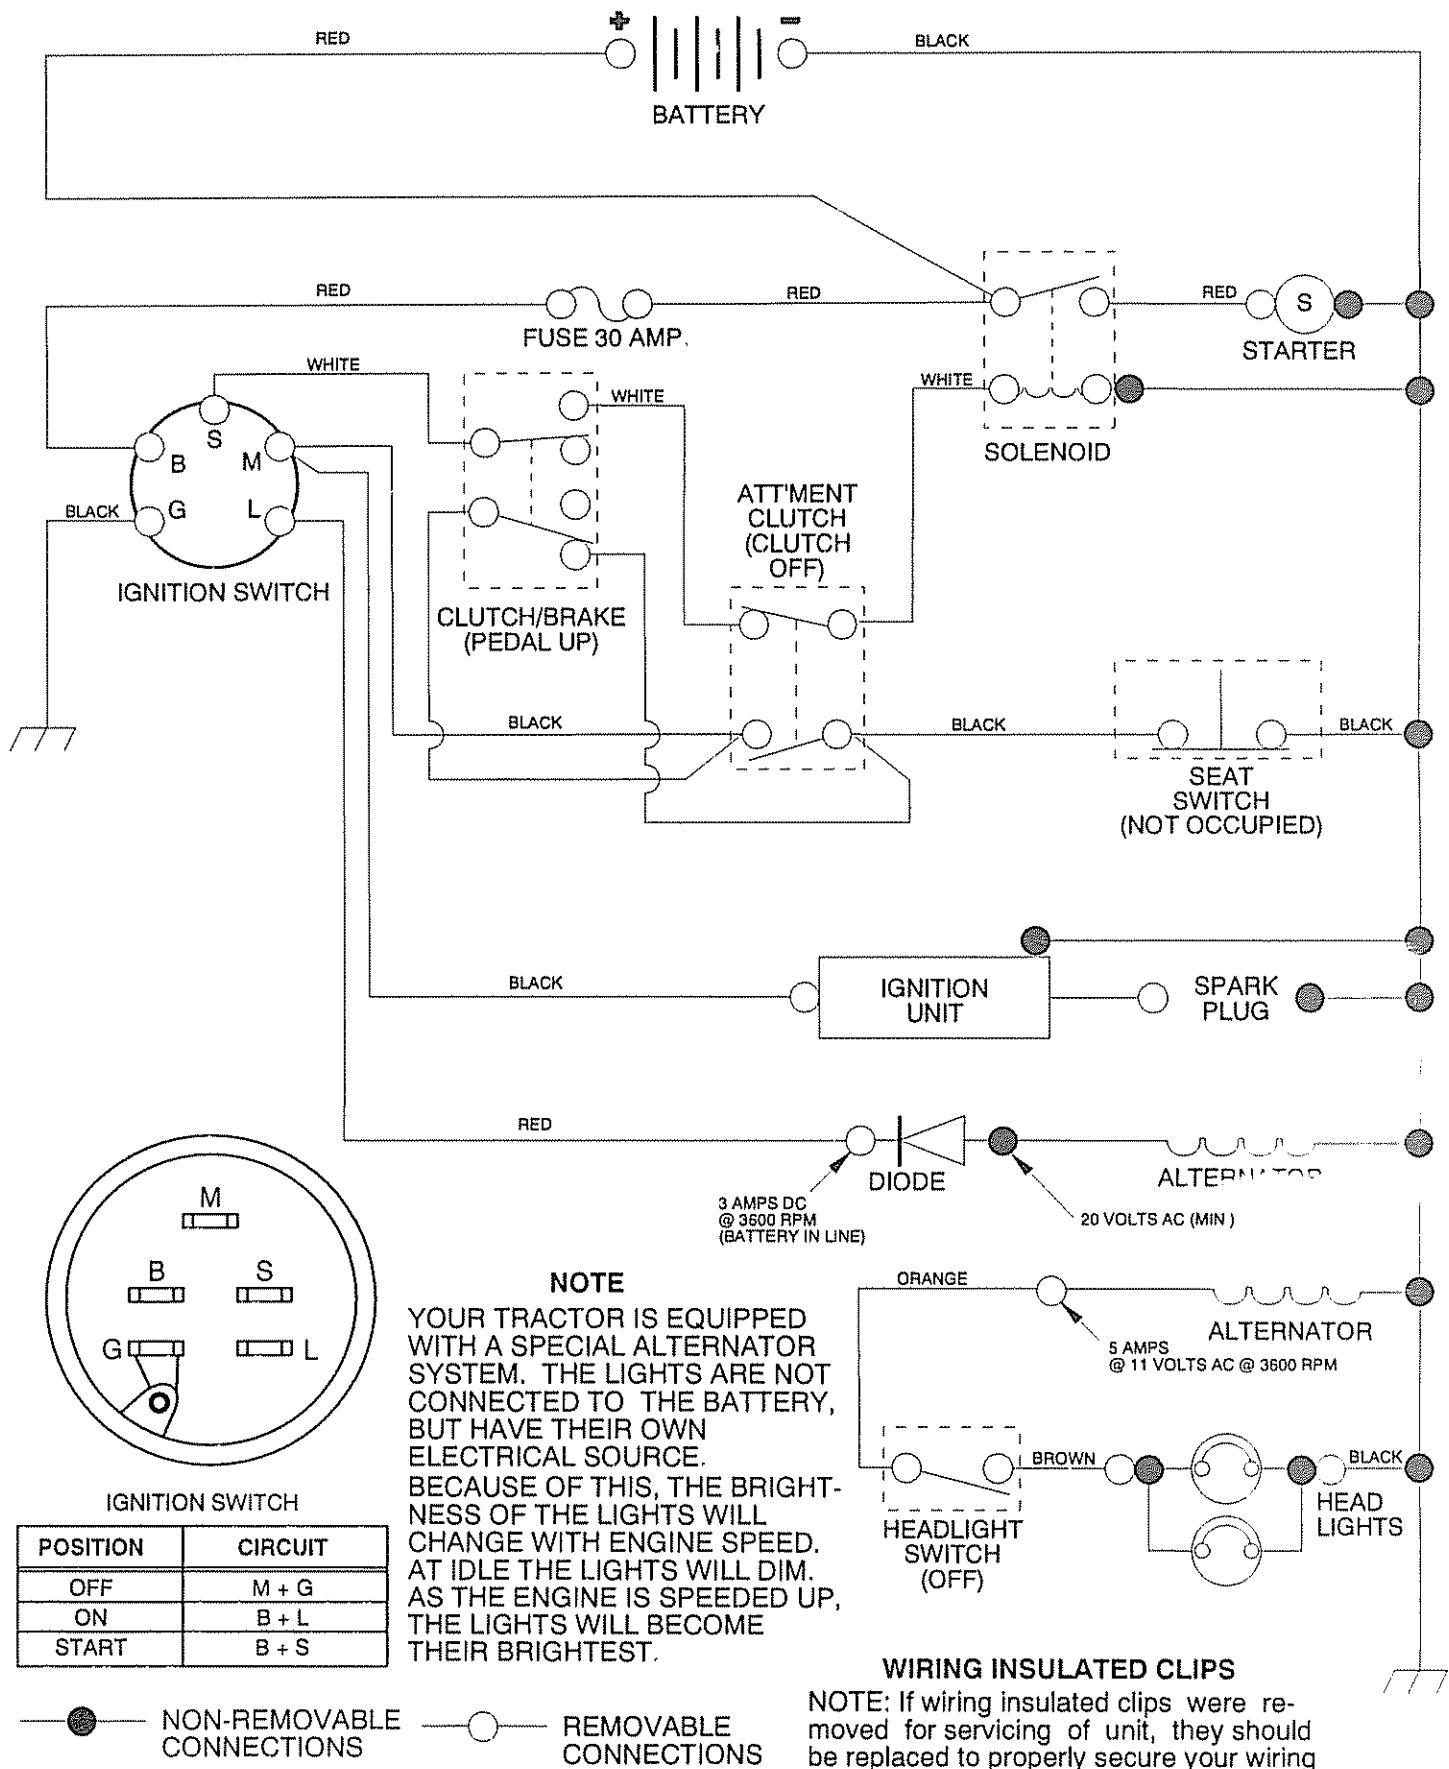 + −
RED
BLACK
BATTERY
RED
RED
RED
S
FUSE 30 AMP.
STARTER
WHITE
WHITE
WHITE
SOLENOID
S
B
M
G
L
BLACK
IGNITION SWITCH
CLUTCH/BRAKE
(PEDAL UP)
ATT'MENT
CLUTCH
(CLUTCH
OFF)
BLACK
BLACK
BLACK
SEAT
SWITCH
(NOT OCCUPIED)
BLACK
IGNITION
UNIT
SPARK
PLUG
RED
DIODE
ALTERNATOR
3 AMPS DC
@ 3600 RPM
(BATTERY IN LINE)
20 VOLTS AC (MIN )
M
B
S
G
L
IGNITION SWITCH
POSITION CIRCUIT
OFF M + G
ON B + L
START B + S
NOTE
YOUR TRACTOR IS EQUIPPED
WITH A SPECIAL ALTERNATOR
SYSTEM. THE LIGHTS ARE NOT
CONNECTED TO THE BATTERY,
BUT HAVE THEIR OWN
ELECTRICAL SOURCE.
BECAUSE OF THIS, THE BRIGHT-
NESS OF THE LIGHTS WILL
CHANGE WITH ENGINE SPEED.
AT IDLE THE LIGHTS WILL DIM.
AS THE ENGINE IS SPEEDED UP,
THE LIGHTS WILL BECOME
THEIR BRIGHTEST.
ORANGE
ALTERNATOR
5 AMPS
@ 11 VOLTS AC @ 3600 RPM
BROWN
BLACK
HEAD
LIGHTS
HEADLIGHT
SWITCH
(OFF)
NON-REMOVABLE
CONNECTIONS
REMOVABLE
CONNECTIONS
WIRING INSULATED CLIPS
NOTE: If wiring insulated clips were re-
moved for servicing of unit, they should
be replaced to properly secure your wiring